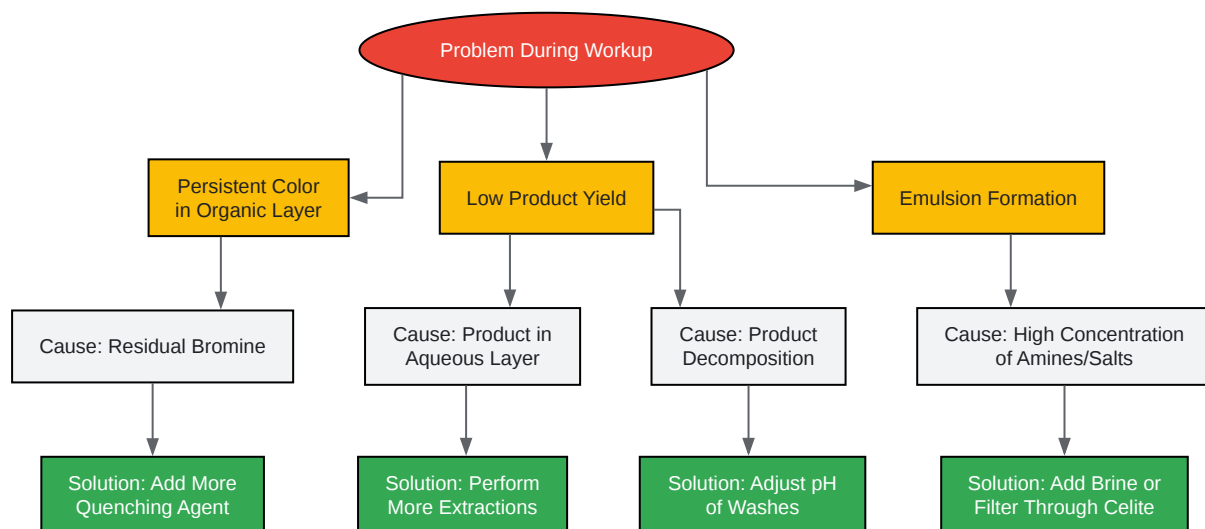 Problem During Workup
Persistent Color
in Organic Layer
Low Product Yield
Emulsion Formation
Cause: Residual Bromine
Cause: Product in
Aqueous Layer
Cause: Product
Decomposition
Cause: High Concentration
of Amines/Salts
Solution: Add More
Quenching Agent
Solution: Perform
More Extractions
Solution: Adjust pH
of Washes
Solution: Add Brine or
Filter Through Celite